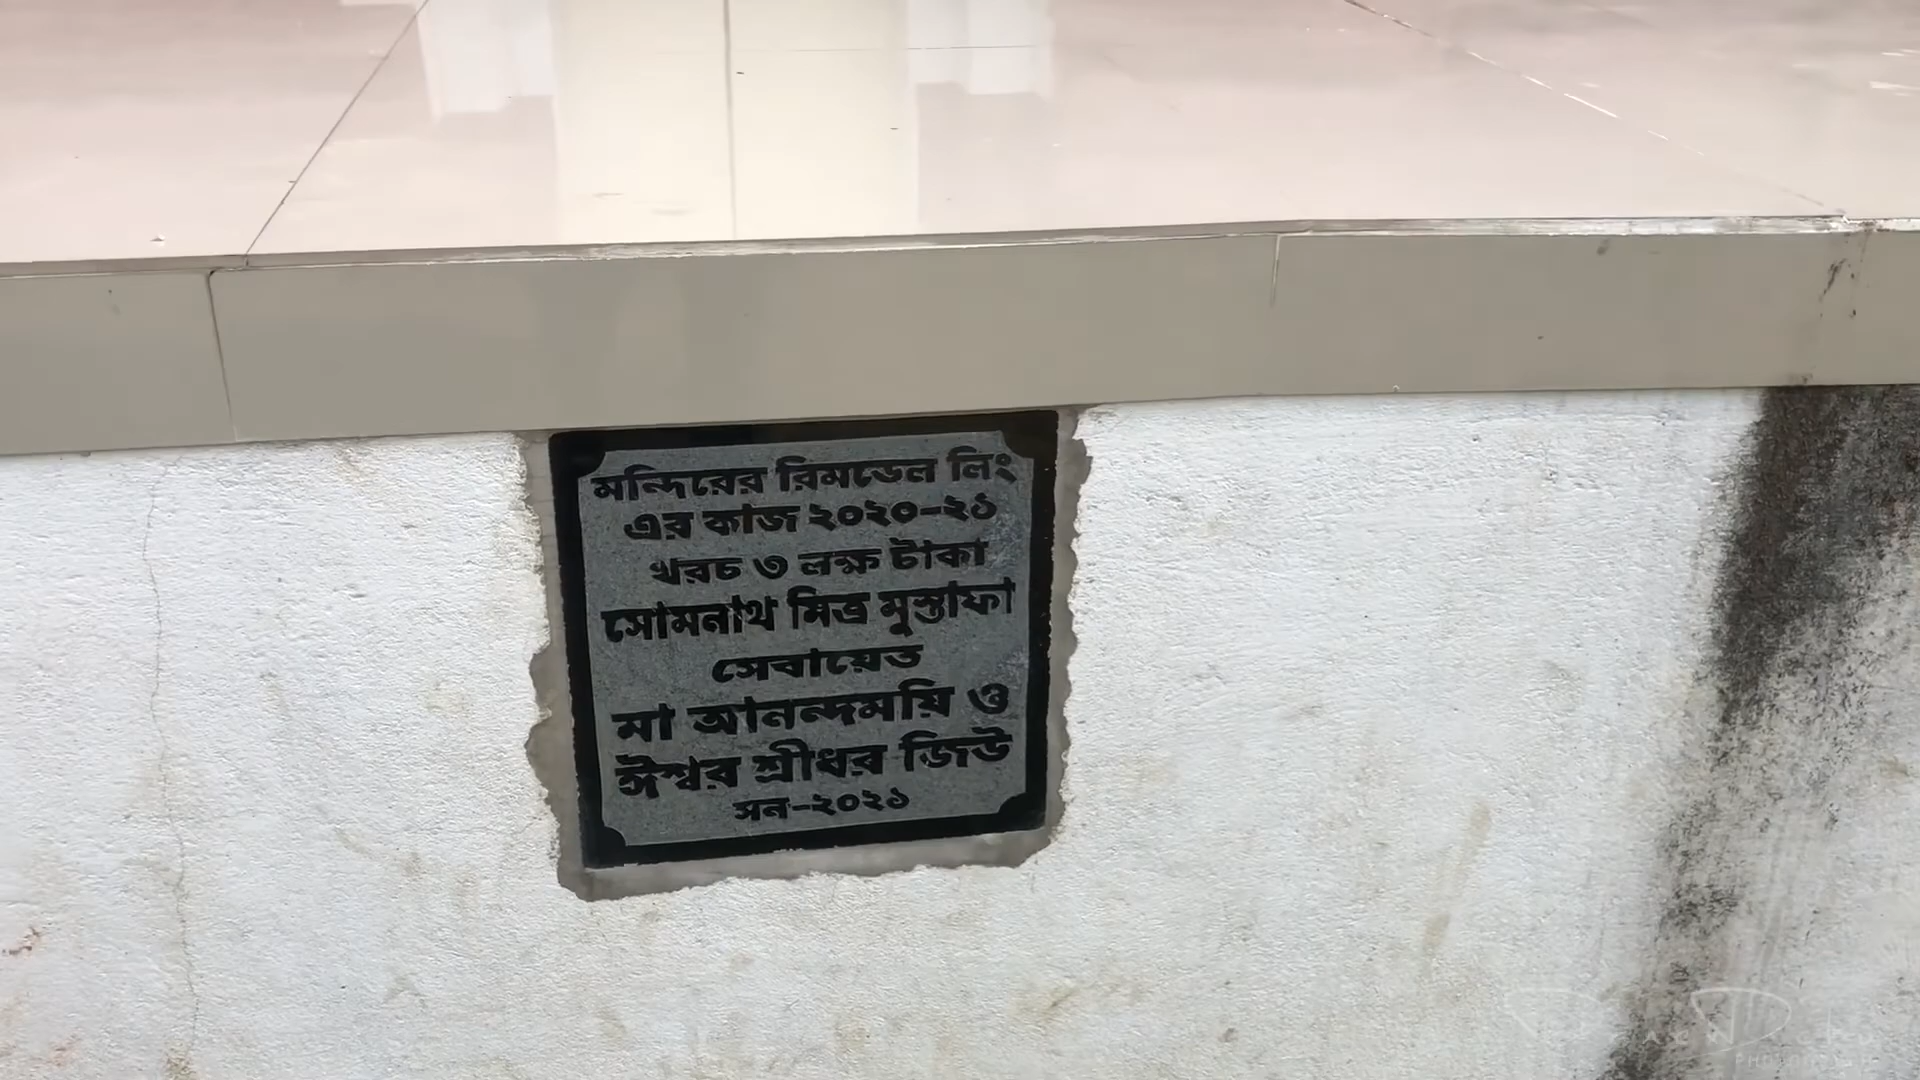 মন্দিরের রিমডেল লিং
এর কাজ ২০২০-২১
খরচ ৩ লক্ষ টাকা
সোমনাথ মিত্র মুস্তাফা
সেবায়েত
মা আনন্দময়ি ও
ঈশ্বর শ্রীধর জিউ
সন-২০২১